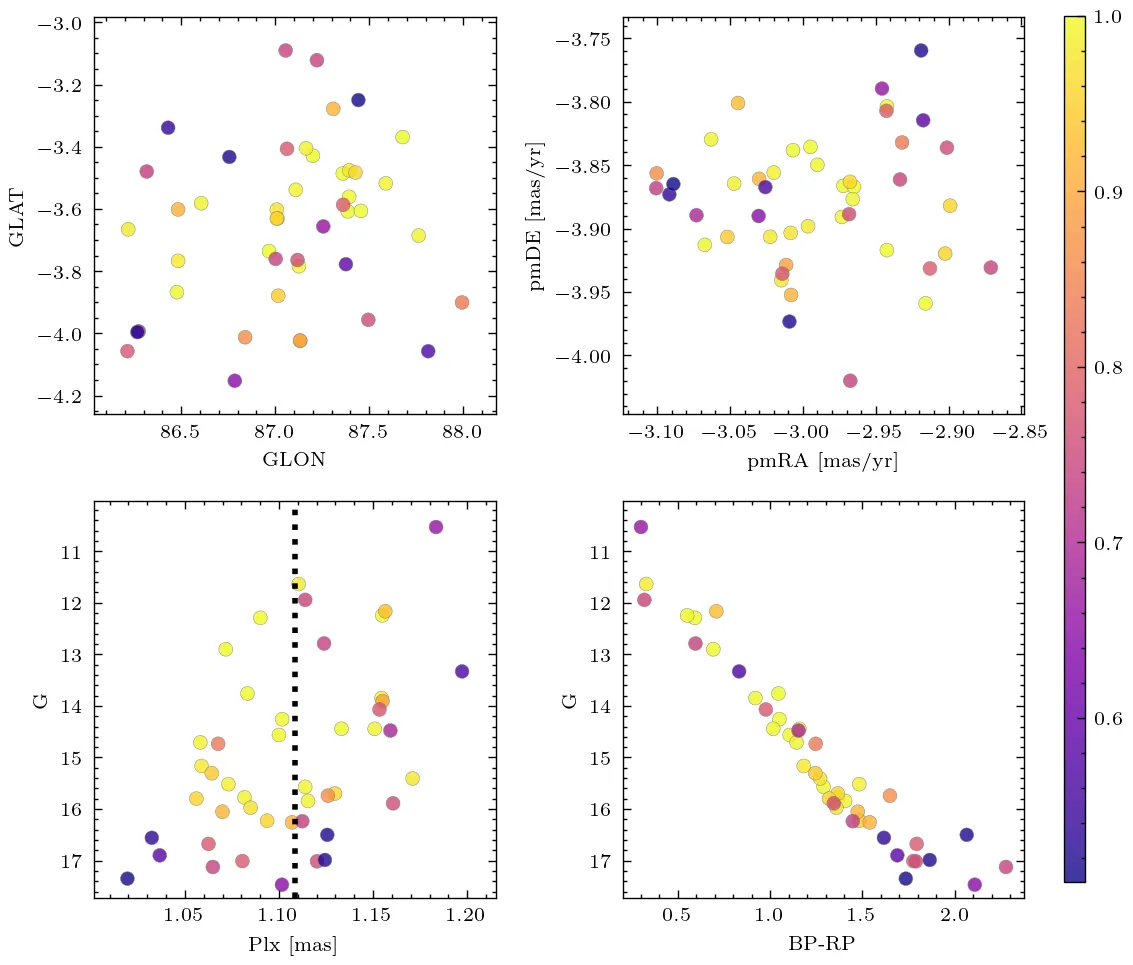 −3.0
−3.2
−3.4
−3.6
−3.8
−4.0
−4.2
GLAT
86.5 87.0 87.5 88.0
GLON
−3.75
−3.80
−3.85
−3.90
−3.95
−4.00
pmDE [mas/yr]
−3.10 −3.05 −3.00 −2.95 −2.90 −2.85
pmRA [mas/yr]
1.0
0.9
0.8
0.7
0.6
11
12
13
14
15
16
17
G
1.05 1.10 1.15 1.20
Plx [mas]
11
12
13
14
15
16
17
G
0.5 1.0 1.5 2.0
BP-RP